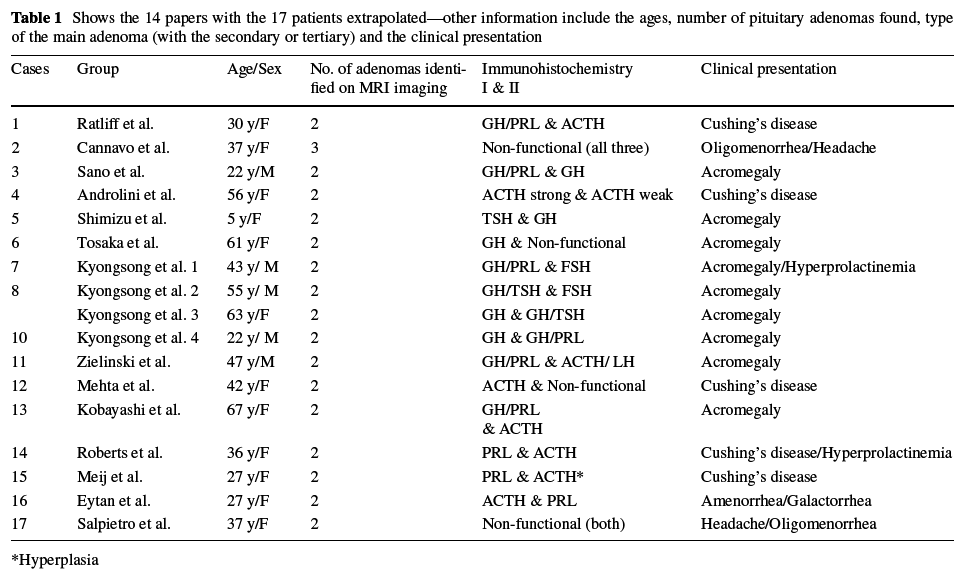 Table 1 Shows the 14 papers with the 17 patients extrapolated—other information include the ages, number of pituitary adenomas found, type
of the main adenoma (with the secondary or tertiary) and the clinical presentation
Cases Group Age/Sex No. of adenomas identi- Immunohistochemistry Clinical presentation
fied on MRI imaging I & II
1 Ratliff et al. 30 y/F 2 GH/PRL & ACTH Cushing's disease
2 Cannavo et al. 37 y/F 3 Non-functional (all three) Oligomenorrhea/Headache
3 Sano et al. 22 y/M 2 GH/PRL & GH Acromegaly
4 Androlini et al. 56 y/F 2 ACTH strong & ACTH weak Cushing's disease
5 Shimizu et al. 5 y/F 2 TSH & GH Acromegaly
6 Tosaka et al. 61 y/F 2 GH & Non-functional Acromegaly
7 Kyongsong et al. 1 43 y/ M 2 GH/PRL & FSH Acromegaly/Hyperprolactinemia
8 Kyongsong et al. 2 55 y/ M 2 GH/TSH & FSH Acromegaly
Kyongsong et al. 3 63 y/F 2 GH & GH/TSH Acromegaly
10 Kyongsong et al. 4 22 y/ M 2 GH & GH/PRL Acromegaly
11 Zielinski et al. 47 y/M 2 GH/PRL & ACTH/ LH Acromegaly
12 Mehta et al. 42 y/F 2 ACTH & Non-functional Cushing's disease
13 Kobayashi et al. 67 y/F 2 GH/PRL Acromegaly
& ACTH
14 Roberts et al. 36 y/F 2 PRL & ACTH Cushing's disease/Hyperprolactinemia
15 Meij et al. 27 y/F 2 PRL & ACTH* Cushing's disease
16 Eytan et al. 27 y/F 2 ACTH & PRL Amenorrhea/Galactorrhea
17 Salpietro et al. 37 y/F 2 Non-functional (both) Headache/Oligomenorrhea
*Hyperplasia